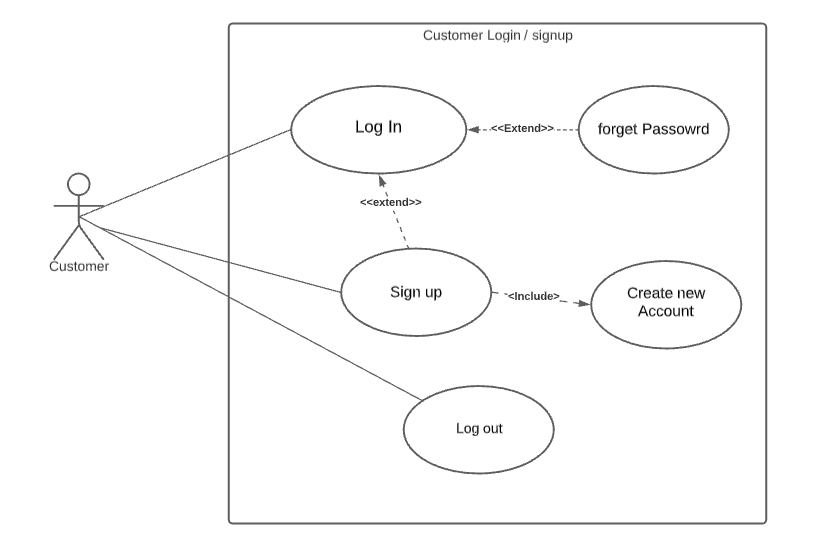 Customer Login / signup
Log In
<<Extend>>
forget Passowrd
<<extend>>
Customer
Sign up
<Include>
Create new
Account
Log out